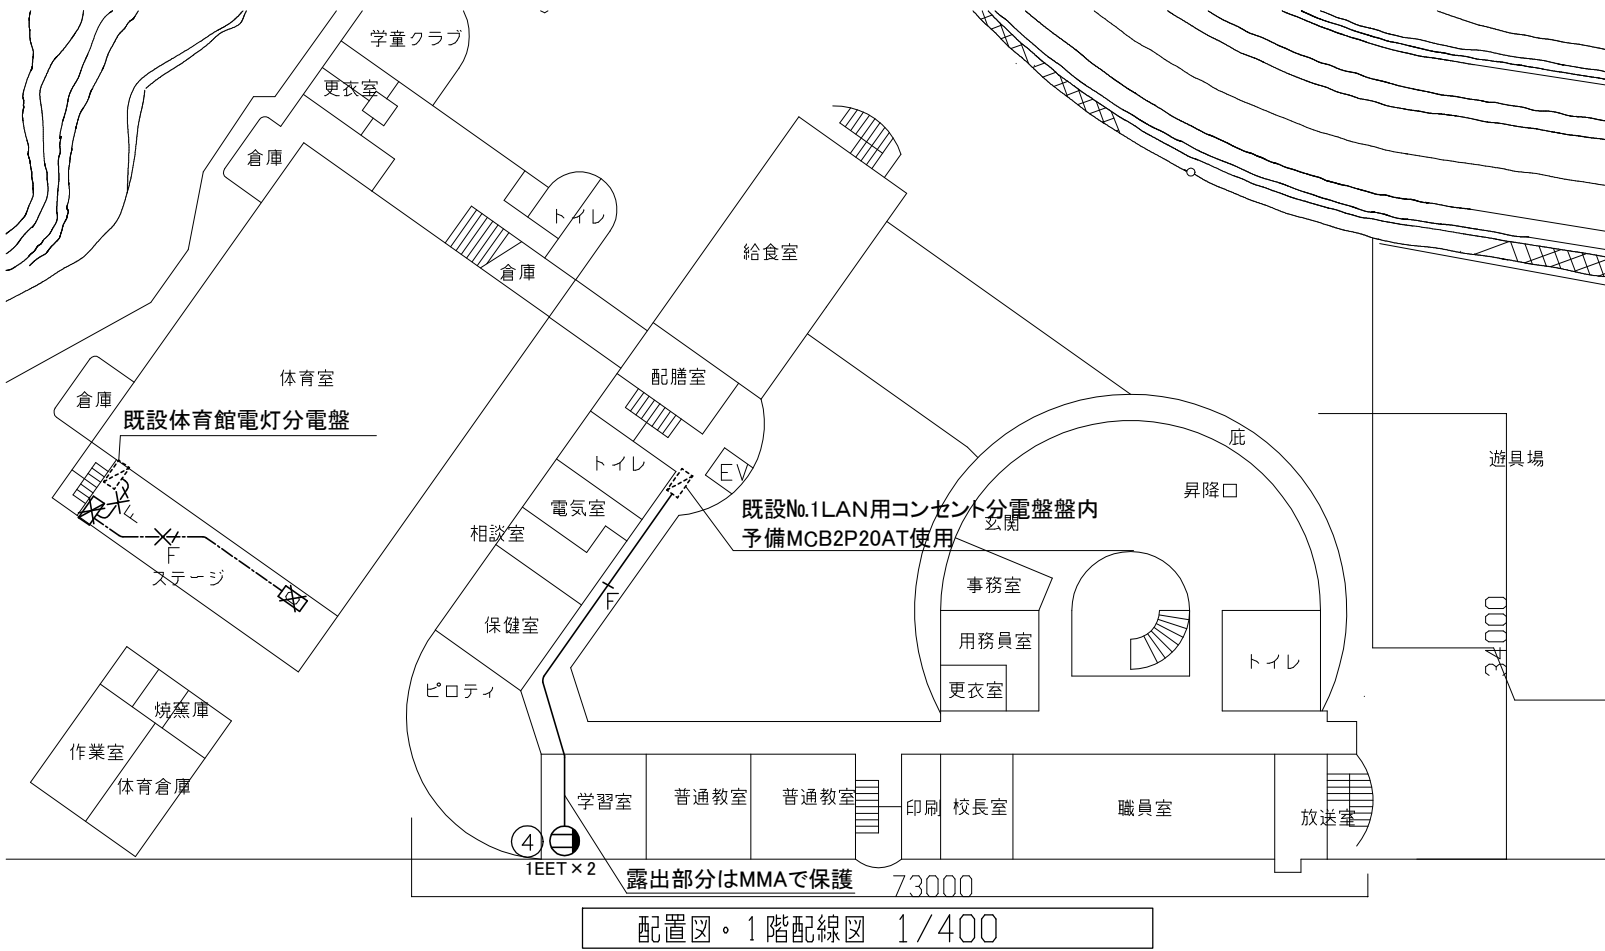 学童クラブ
更衣室
倉庫
トイレ
倉庫
給食室
体育室
倉庫
配膳室
既設体育館電灯分電盤
庇
トイレ
EV
遊具場
昇降口
電気室
既設No.1LAN用コンセント分電盤盤内
予備MCB2P20AT使用
玄関
相談室
F
F
ステージ
事務室
F
保健室
用務員室
34000
トイレ
ピロティ
更衣室
焼窯庫
作業室
体育倉庫
学習室
普通教室
普通教室
印刷
校長室
職員室
放送室
4
1EET×2
露出部分はMMAで保護
73000
配置図・1階配線図 1/400